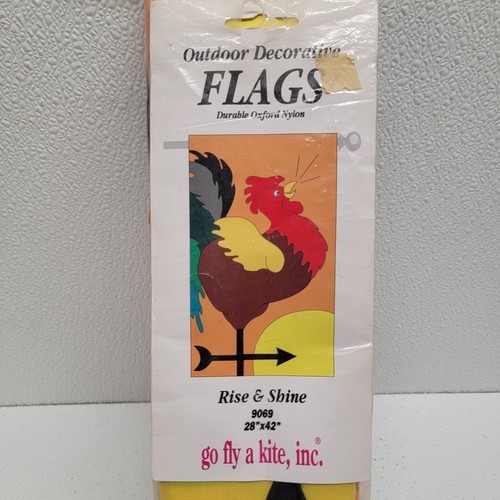 Outdoor Decorative
FLAGS
Durable Oxford Nylon
Rise & Shine
9069
28"x42"
go fly a kite, inc.®